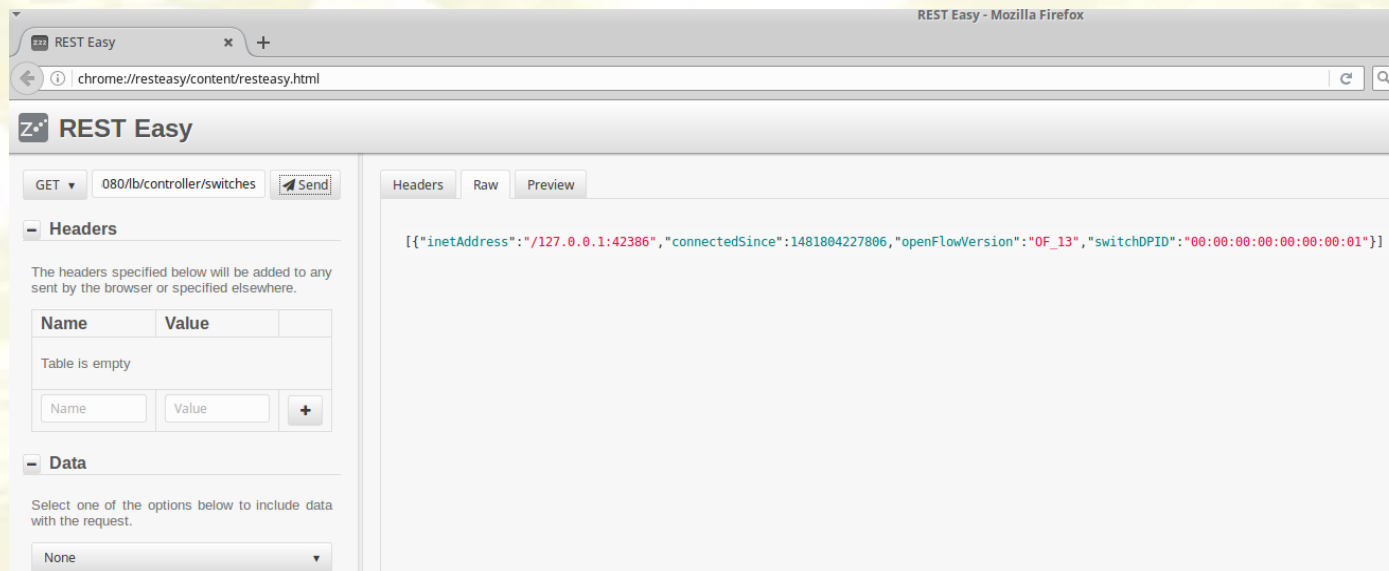 REST Easy - Mozilla Firefox
REST Easy × +
chrome://resteasy/content/resteasy.html
REST Easy
GET ▾ 080/lb/controller/switches Send
Headers Raw Preview
[{"inetAddress":"/127.0.0.1:42386","connectedSince":1481804227806,"openFlowVersion":"OF_13","switchDPID":"00:00:00:00:00:00:00:01"}]
Headers
The headers specified below will be added to any
sent by the browser or specified elsewhere.
Name Value
Table is empty
Name Value +
Data
Select one of the options below to include data
with the request.
None ▾